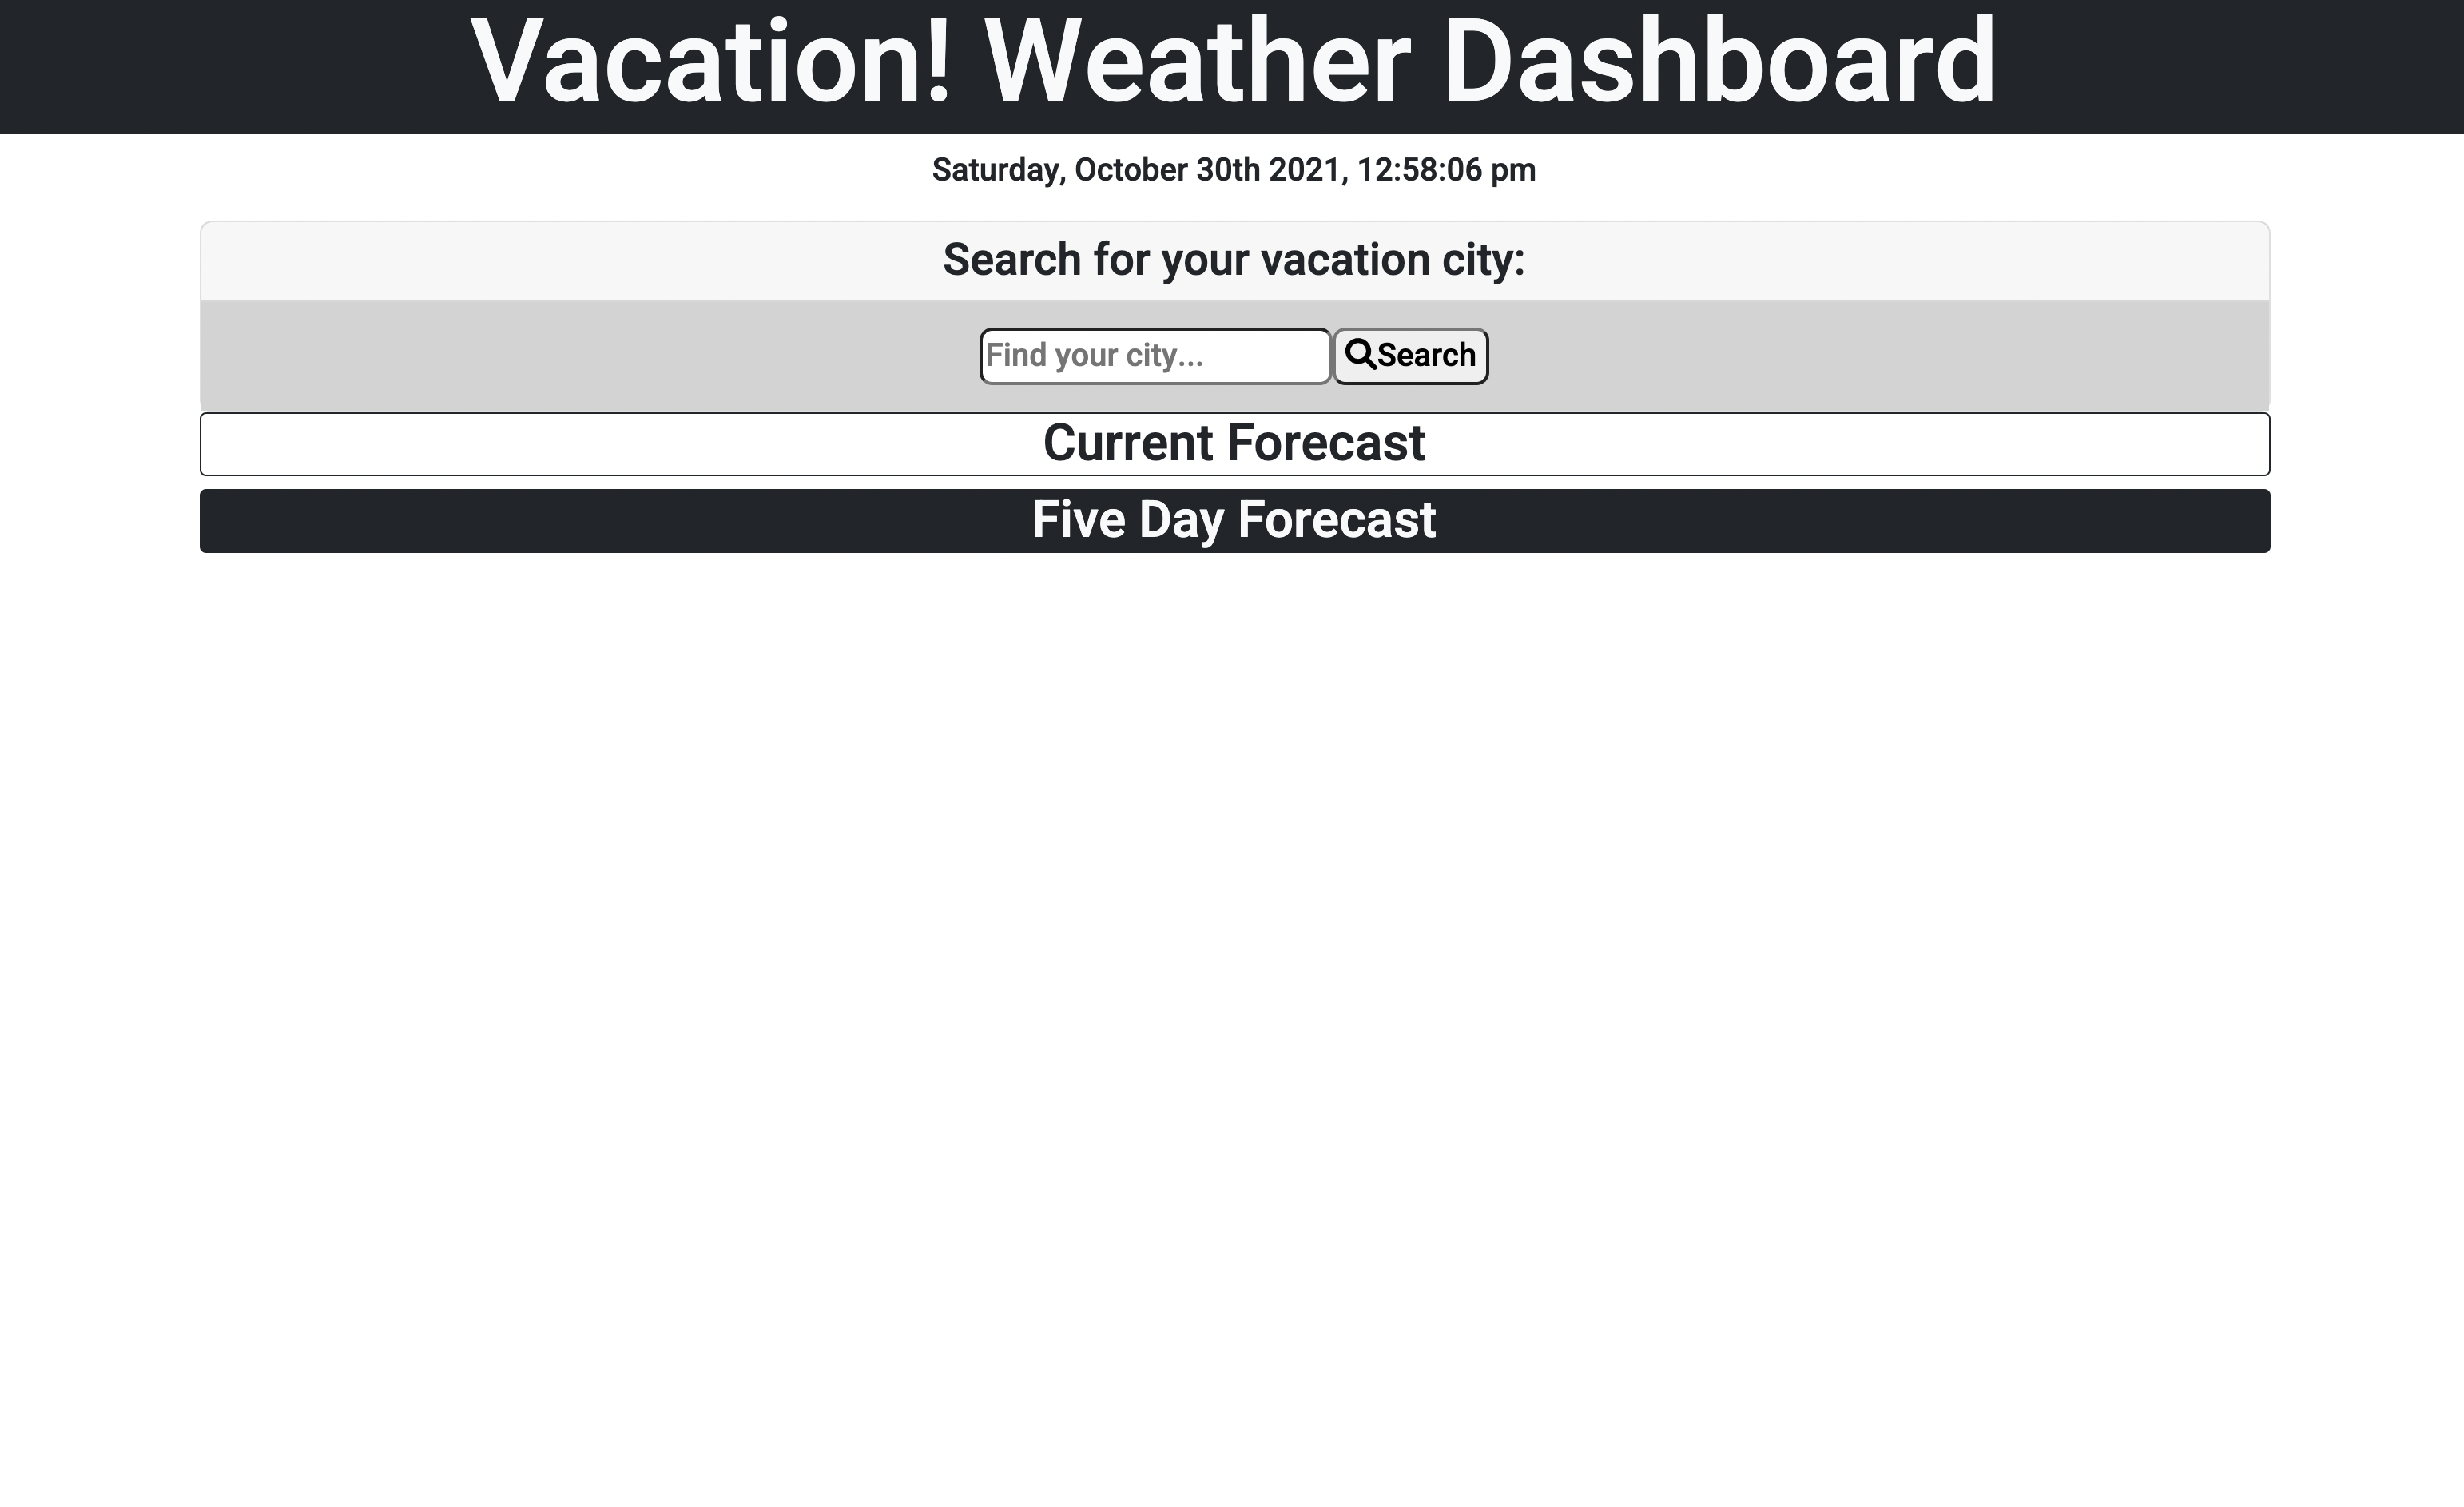 Vacation! Weather Dashboard
Saturday, October 30th 2021, 12:58:06 pm
Search for your vacation city:
Find your city...
Search
Current Forecast
Five Day Forecast